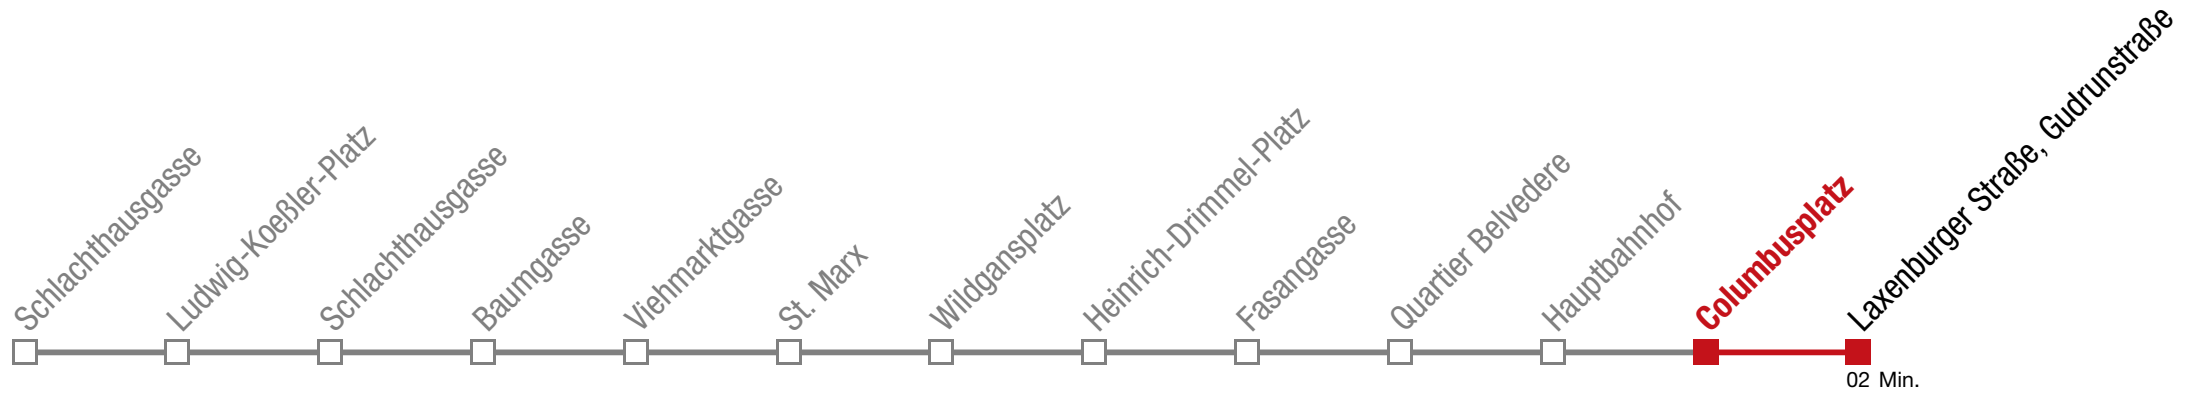 Schlachthausgasse
Ludwig-Koeßler-Platz
Schlachthausgasse
Baumgasse
Viehmarktgasse
St. Marx
Wildgansplatz
Heinrich-Drimmel-Platz
Fasangasse
Quartier Belvedere
Hauptbahnhof
Columbusplatz
Laxenburger Straße, Gudrunstraße
02 Min.